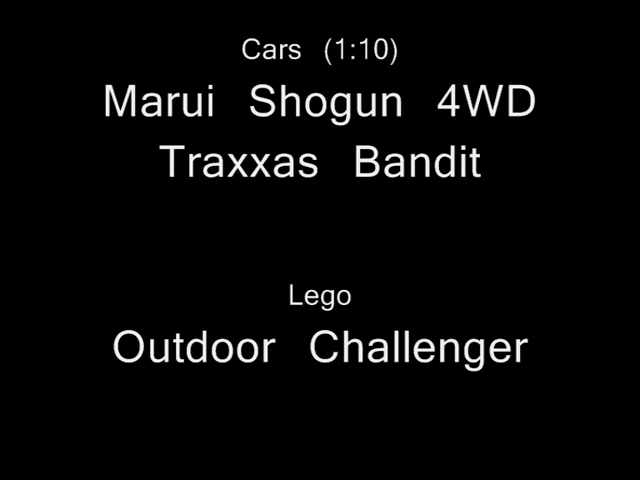 Cars (1:10)
Marui Shogun 4WD
Traxxas Bandit
Lego
Outdoor Challenger